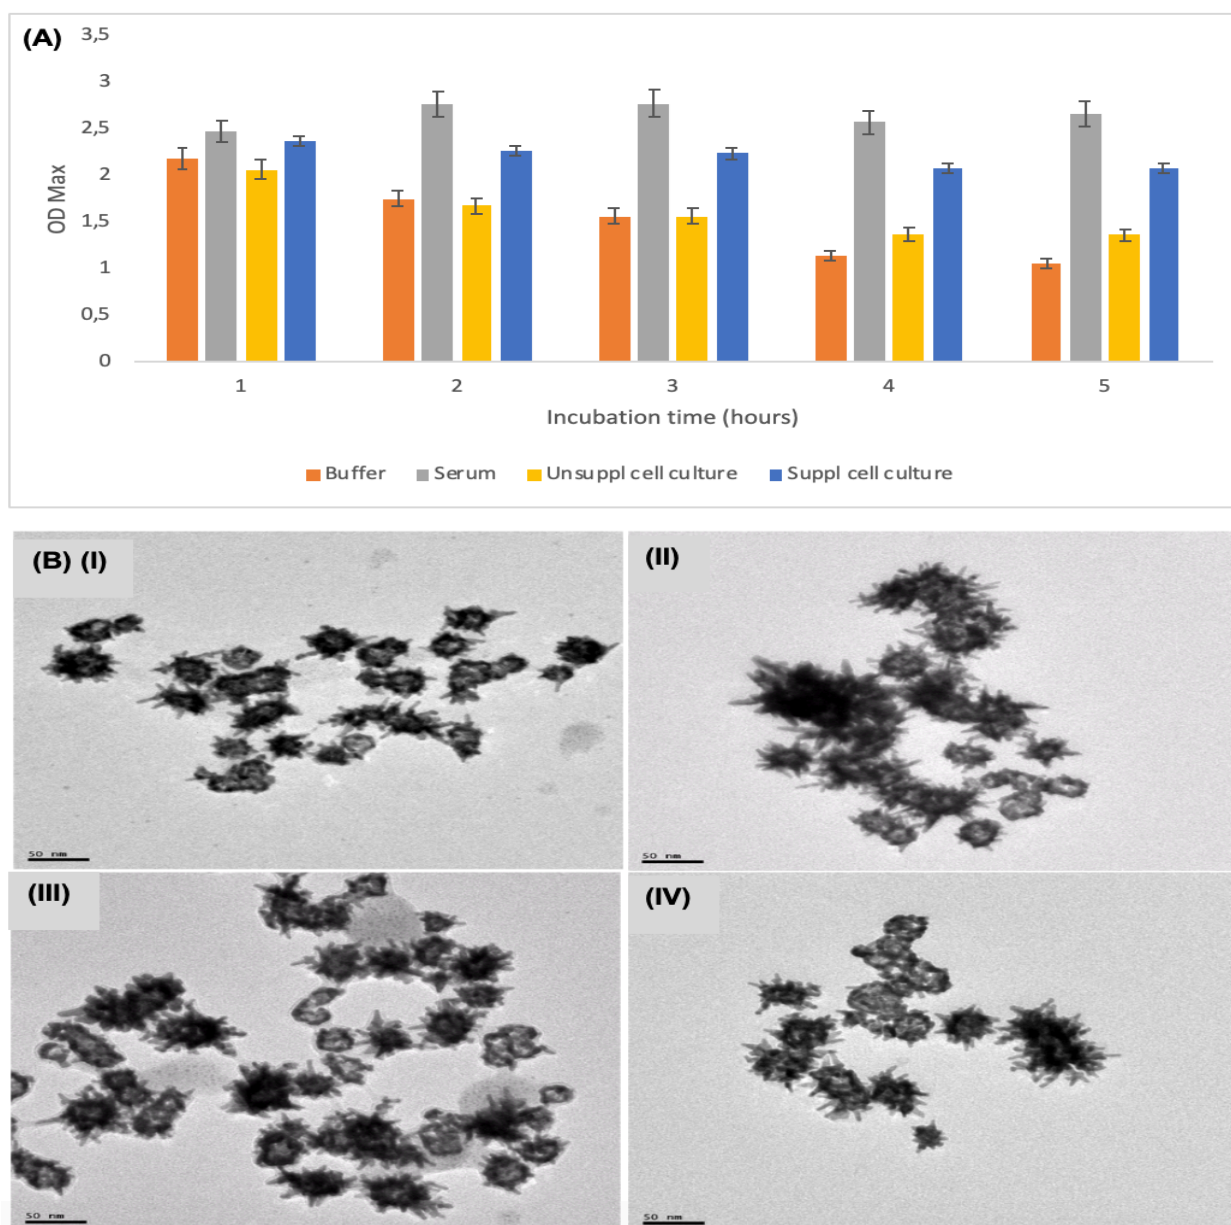 (A)
3,5
3
2,5
2
1,5
1
0,5
0
OD Max
1 2 3 4 5
Incubation time (hours)
Buffer Serum Unsuppl cell culture Suppl cell culture
(B) (I)
50 nm
(II)
50 nm
(III)
50 nm
(IV)
50 nm